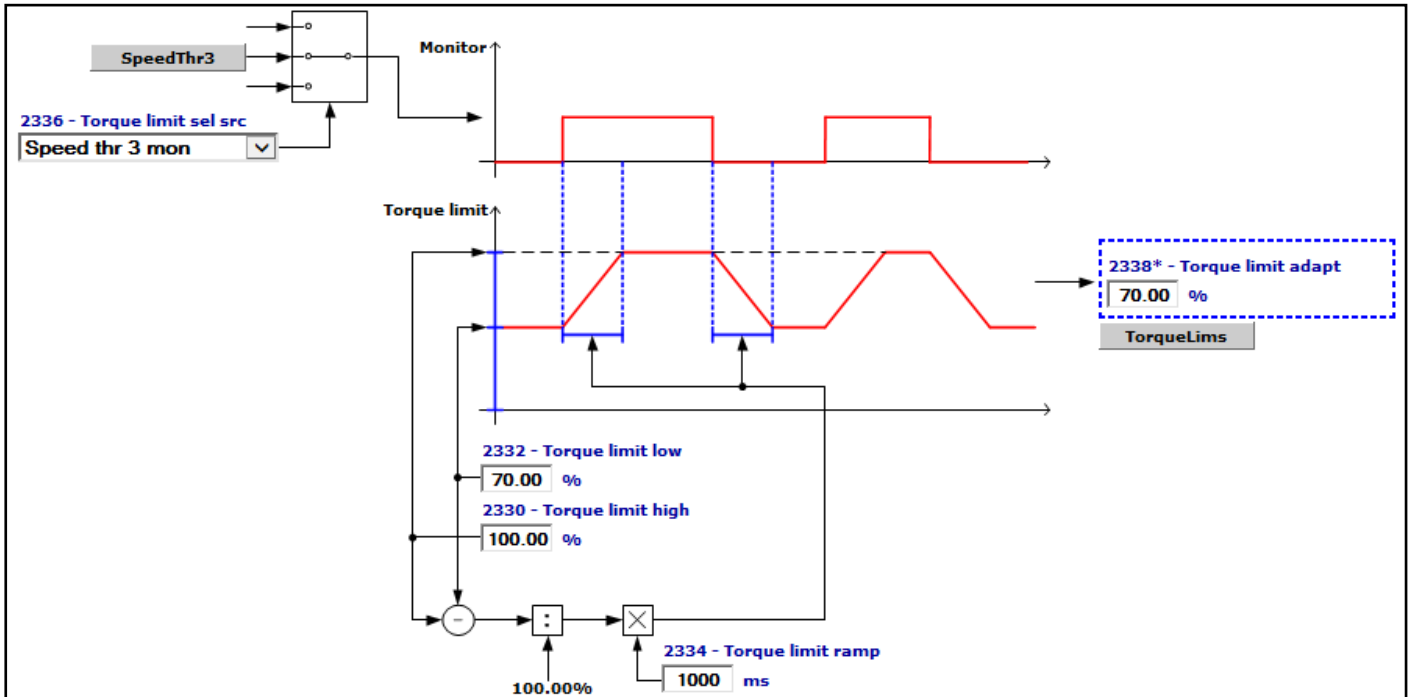 Monitor
SpeedThr3
2336 - Torque limit sel src
Speed thr 3 mon
Torque limit
2338* - Torque limit adapt
70.00 %
TorqueLims
2332 - Torque limit low
70.00 %
2330 - Torque limit high
100.00 %
-
:
×
2334 - Torque limit ramp
1000 ms
100.00%